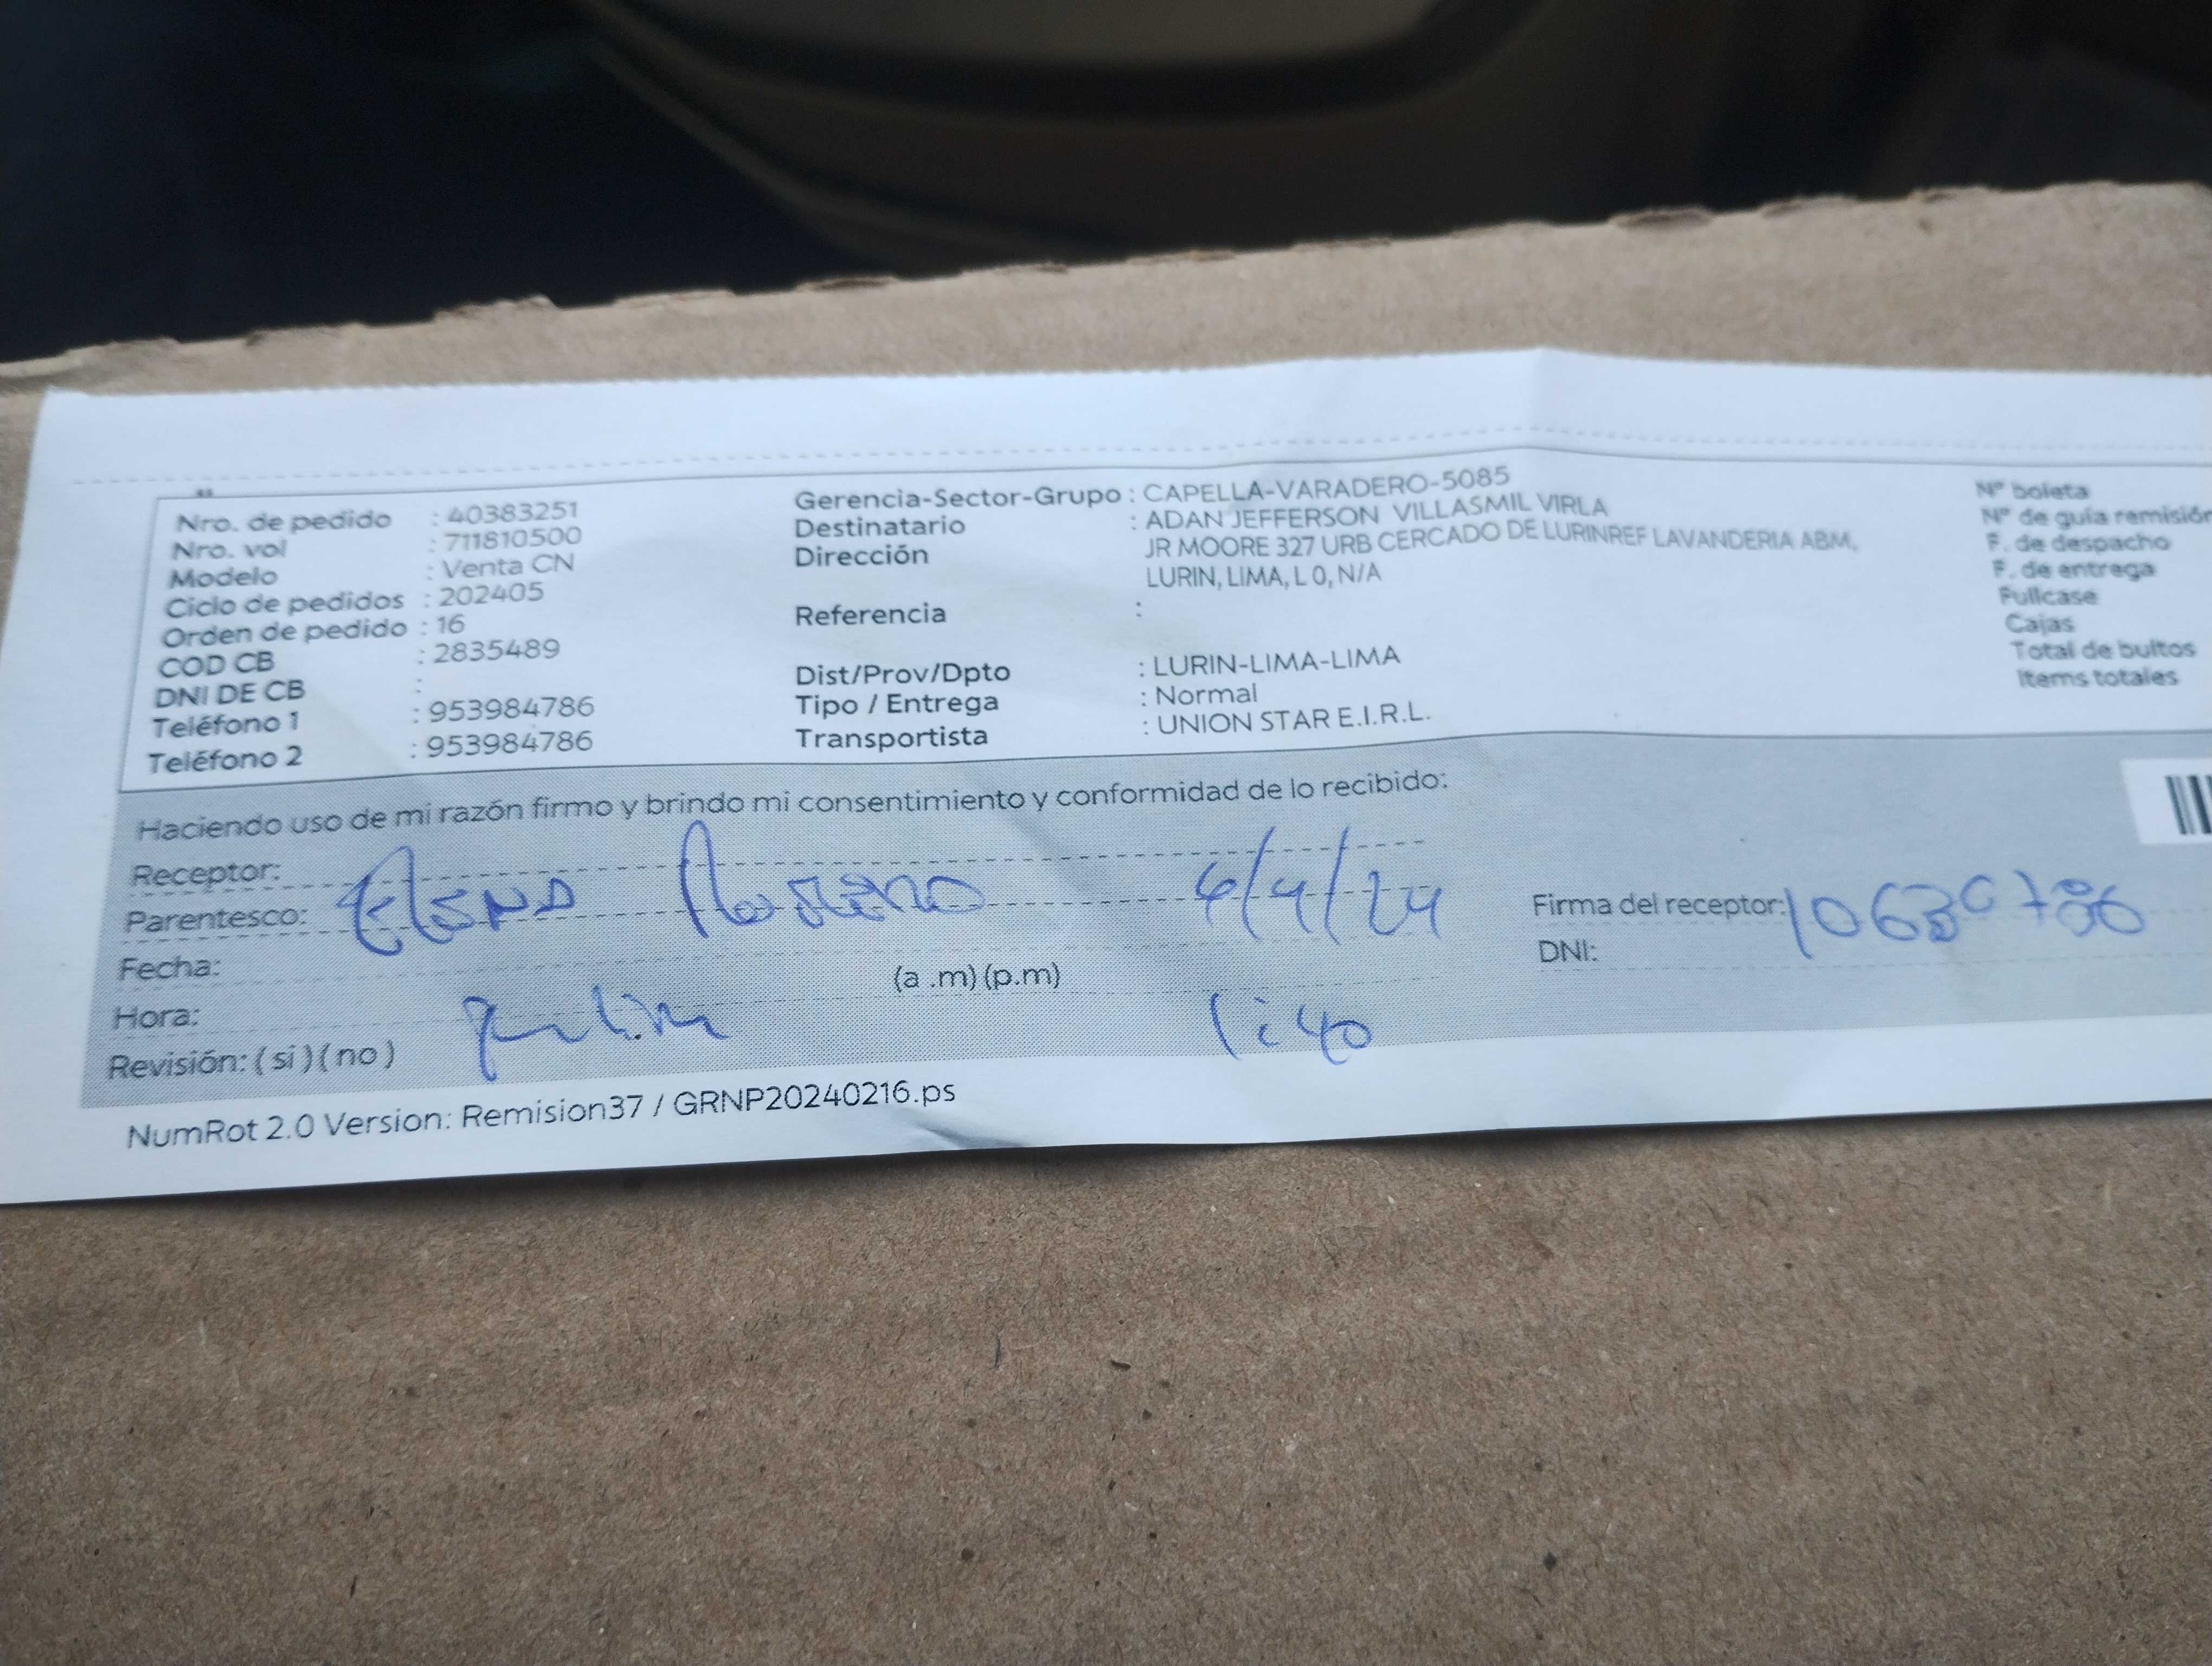 Nro. de pedido : 40383251
Nro. vol : 711810500
Modelo : Venta CN
Ciclo de pedidos : 202405
Orden de pedido : 16
COD CB : 2835489
DNI DE CB :
Teléfono 1 : 953984786
Teléfono 2 : 953984786
Gerencia-Sector-Grupo : CAPELLA-VARADERO-5085
Destinatario : ADAN JEFFERSON VILLASMIL VIRLA
Dirección JR MOORE 327 URB CERCADO DE LURINREF LAVANDERIA ABM,
LURIN, LIMA, L 0, N/A
Referencia :
Dist/Prov/Dpto : LURIN-LIMA-LIMA
Tipo / Entrega : Normal
Transportista : UNION STAR E.I.R.L.
Nº boleta
Nº de guía remisión
F. de despacho
F. de entrega
Fullcase
Cajas
Total de bultos
Items totales
Haciendo uso de mi razón firmo y brindo mi consentimiento y conformidad de lo recibido:
Receptor:
Parentesco: Moreno /4/24
Fecha:
Hora: (a .m) (p.m) 1:40
Revisión: ( si ) ( no )
Firma del receptor:
DNI:
NumRot 2.0 Version: Remision37 / GRNP20240216.ps